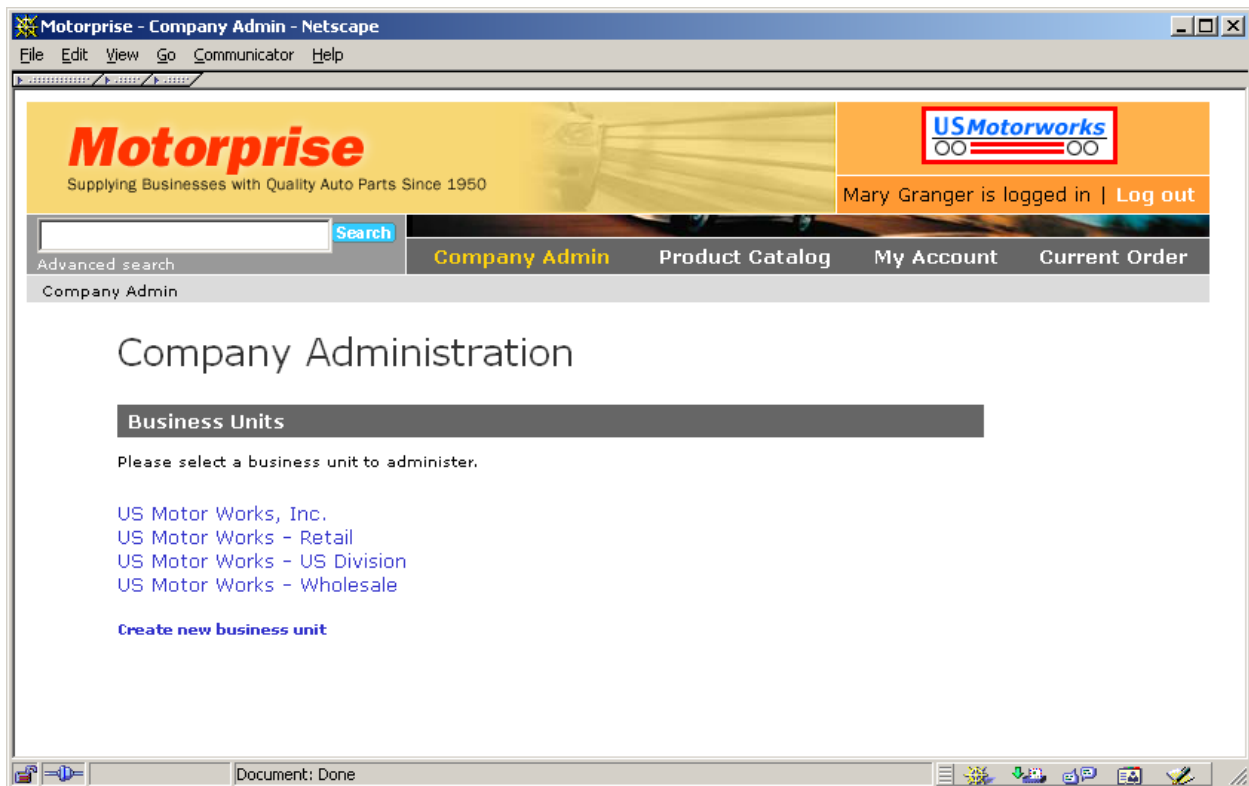 Motorprise - Company Admin - Netscape
File Edit View Go Communicator Help
Motorprise
Supplying Businesses with Quality Auto Parts Since 1950
USMotorworks
Mary Granger is logged in | Log out
Search
Advanced search
Company Admin Product Catalog My Account Current Order
Company Admin
Company Administration
Business Units
Please select a business unit to administer.
US Motor Works, Inc.
US Motor Works - Retail
US Motor Works - US Division
US Motor Works - Wholesale
Create new business unit
Document: Done